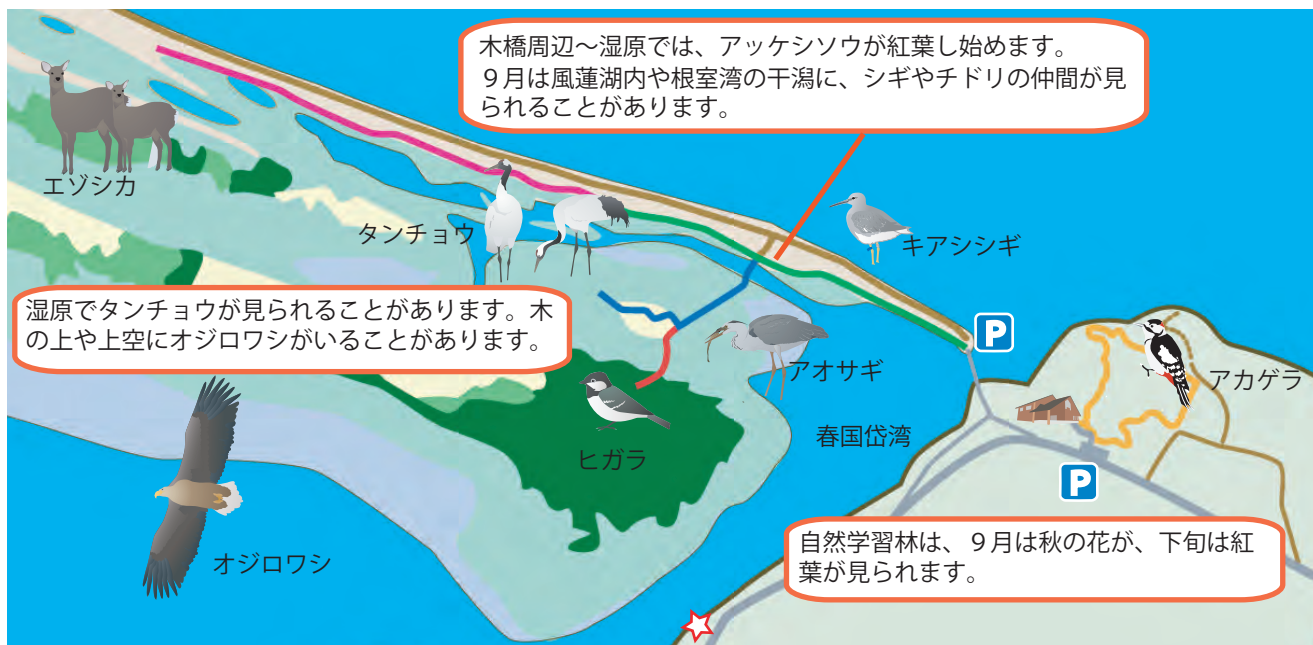 木橋周辺～湿原では、アッケシソウが紅葉し始めます。
９月は風蓮湖内や根室湾の干潟に、シギやチドリの仲間が見
られることがあります。
エゾシカ
タンチョウ
キアシシギ
湿原でタンチョウが見られることがあります。木
の上や上空にオジロワシがいることがあります。
P
アオサギ
アカゲラ
春国岱湾
ヒガラ
P
オジロワシ
自然学習林は、９月は秋の花が、下旬は紅
葉が見られます。